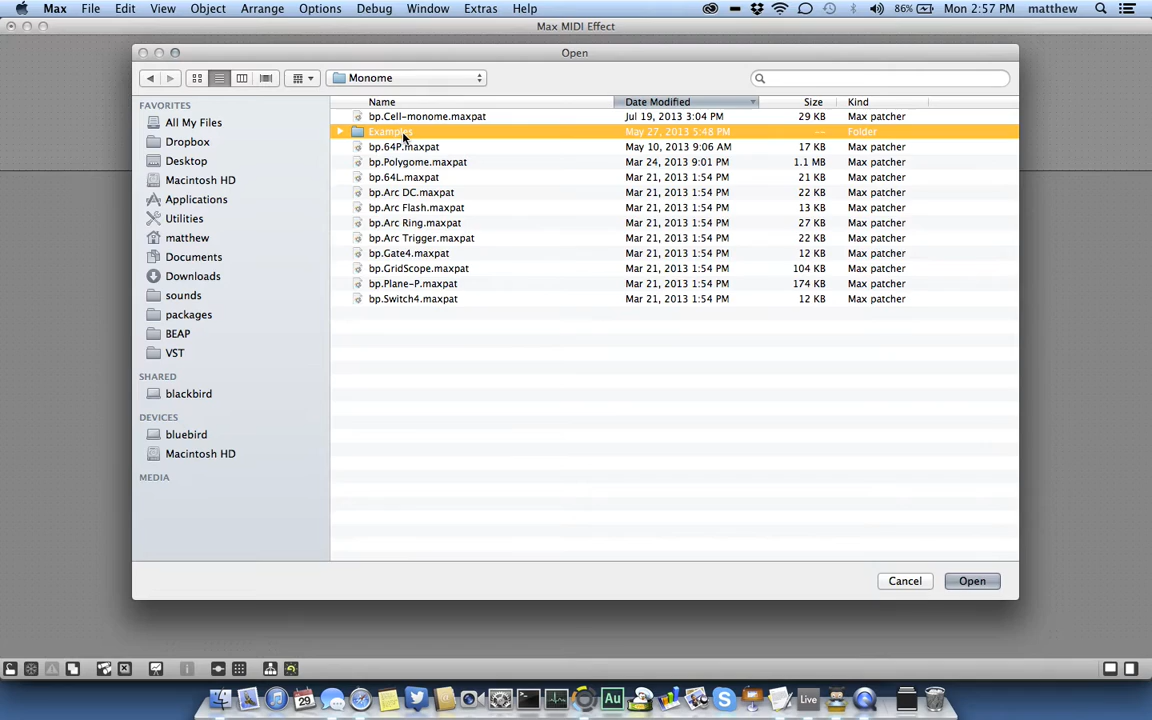 Max File Edit View Object Arrange Options Debug Window Extras Help 86% Mon 2:57 PM matthew
Max MIDI Effect
Open
Monome
FAVORITES
All My Files
Dropbox
Desktop
Macintosh HD
Applications
Utilities
matthew
Documents
Downloads
sounds
packages
BEAP
VST
SHARED
blackbird
DEVICES
bluebird
Macintosh HD
MEDIA
Name Date Modified Size Kind
bp.Cell-monome.maxpat Jul 19, 2013 3:04 PM 29 KB Max patcher
Examples May 27, 2013 5:48 PM -- Folder
bp.64P.maxpat May 10, 2013 9:06 AM 17 KB Max patcher
bp.Polygome.maxpat Mar 24, 2013 9:01 PM 1.1 MB Max patcher
bp.64L.maxpat Mar 21, 2013 1:54 PM 21 KB Max patcher
bp.Arc DC.maxpat Mar 21, 2013 1:54 PM 22 KB Max patcher
bp.Arc Flash.maxpat Mar 21, 2013 1:54 PM 13 KB Max patcher
bp.Arc Ring.maxpat Mar 21, 2013 1:54 PM 27 KB Max patcher
bp.Arc Trigger.maxpat Mar 21, 2013 1:54 PM 22 KB Max patcher
bp.Gate4.maxpat Mar 21, 2013 1:54 PM 12 KB Max patcher
bp.GridScope.maxpat Mar 21, 2013 1:54 PM 104 KB Max patcher
bp.Plane-P.maxpat Mar 21, 2013 1:54 PM 174 KB Max patcher
bp.Switch4.maxpat Mar 21, 2013 1:54 PM 12 KB Max patcher
Cancel Open
29 Au Live